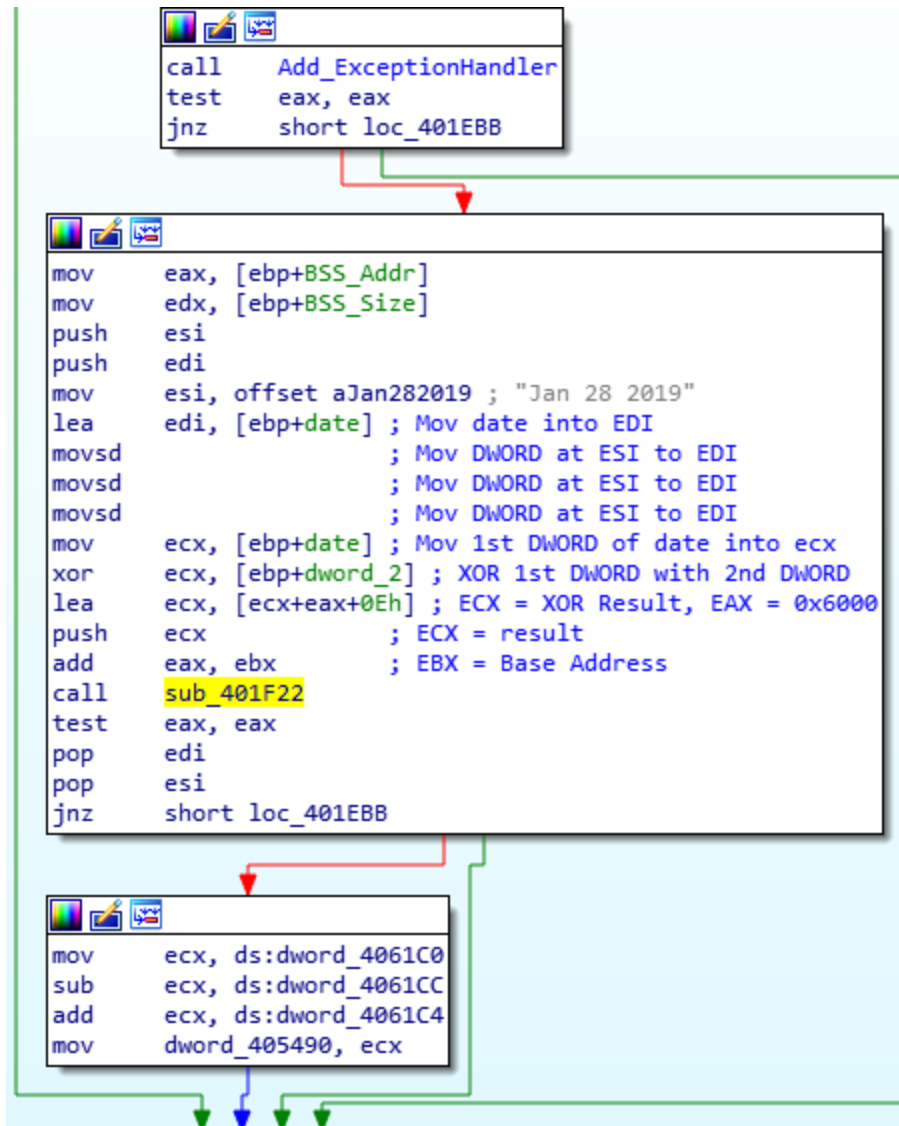 call Add_ExceptionHandler
test eax, eax
jnz short loc_401EBB
mov eax, [ebp+BSS_Addr]
mov edx, [ebp+BSS_Size]
push esi
push edi
mov esi, offset aJan282019 ; "Jan 28 2019"
lea edi, [ebp+date] ; Mov date into EDI
movsd ; Mov DWORD at ESI to EDI
movsd ; Mov DWORD at ESI to EDI
movsd ; Mov DWORD at ESI to EDI
mov ecx, [ebp+date] ; Mov 1st DWORD of date into ecx
xor ecx, [ebp+dword_2] ; XOR 1st DWORD with 2nd DWORD
lea ecx, [ecx+eax+0Eh] ; ECX = XOR Result, EAX = 0x6000
push ecx ; ECX = result
add eax, ebx ; EBX = Base Address
call sub_401F22
test eax, eax
pop edi
pop esi
jnz short loc_401EBB
mov ecx, ds:dword_4061C0
sub ecx, ds:dword_4061CC
add ecx, ds:dword_4061C4
mov dword_405490, ecx